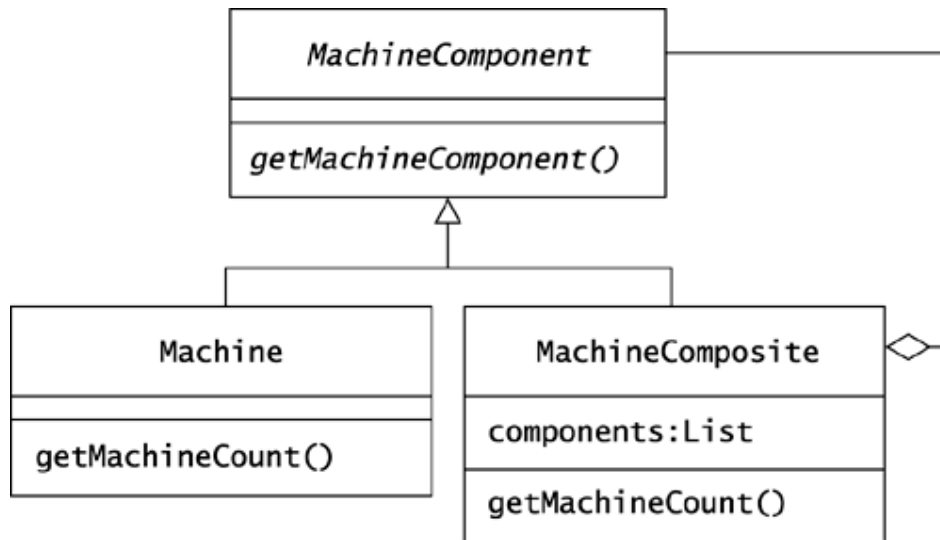 MachineComponent
getMachineComponent()
Machine
getMachineCount()
MachineComposite
components:List
getMachineCount()